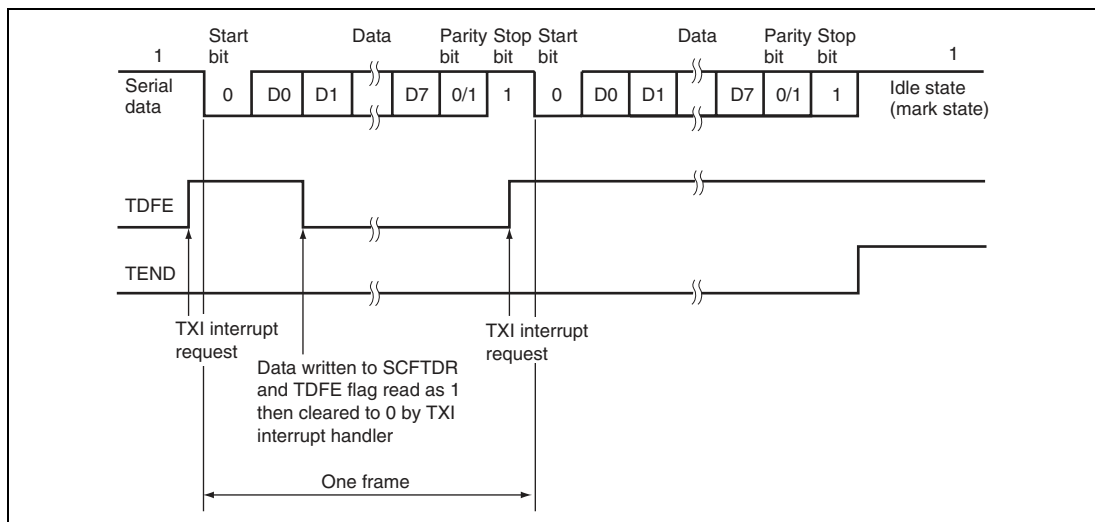 Start Data Parity Stop Start Data Parity Stop
1 bit bit bit bit bit bit 1
Serial data 0 D0 D1 D7 0/1 1 0 D0 D1 D7 0/1 1 Idle state
(mark state)
TDFE
TEND
TXI interrupt
request
Data written to SCFTDR
and TDFE flag read as 1
then cleared to 0 by TXI
interrupt handler
TXI interrupt
request
One frame